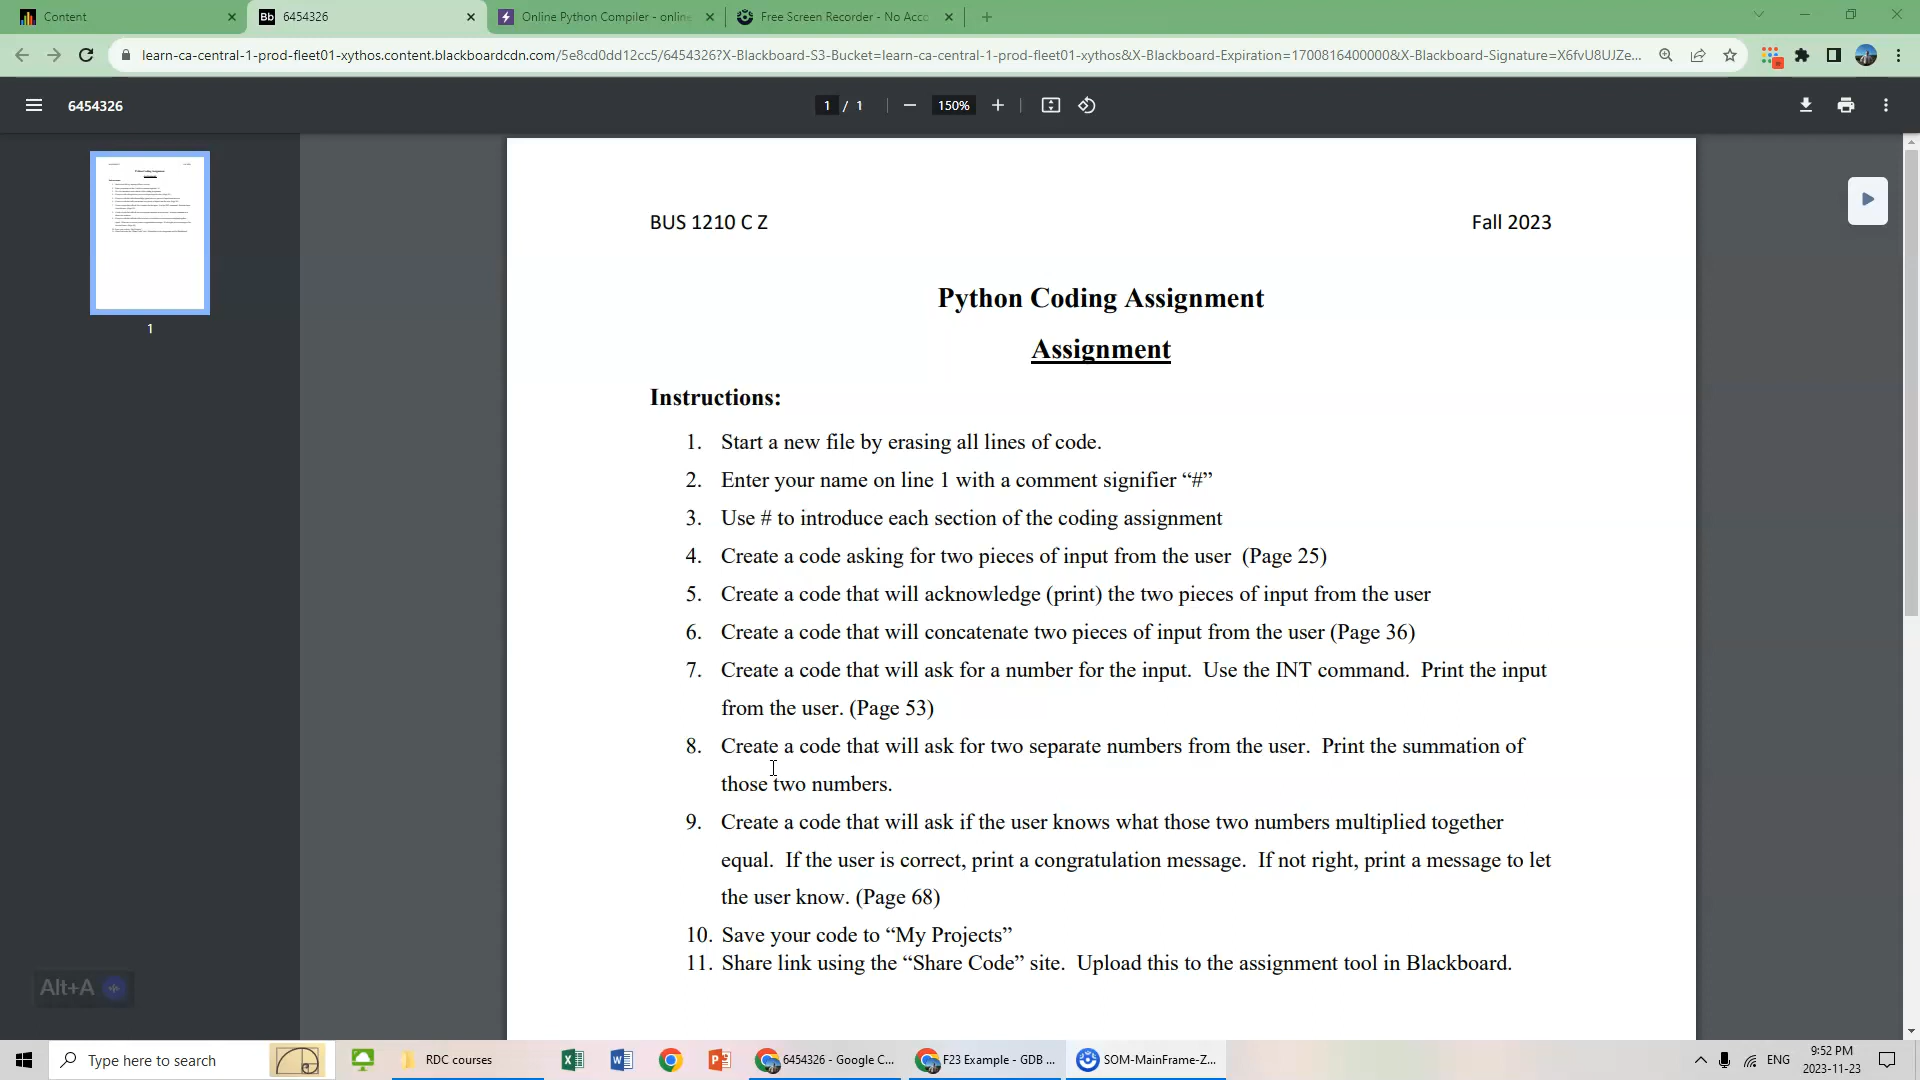 Content
6454326
Online Python Compiler - online
Free Screen Recorder - No Acco
learn-ca-central-1-prod-fleet01-xythos.content.blackboardcdn.com/5e8cd0dd12cc5/6454326?X-Blackboard-S3-Bucket=learn-ca-central-1-prod-fleet01-xythos&X-Blackboard-Expiration=1700816400000&X-Blackboard-Signature=X6fvU8UJZe...
6454326
1 / 1
150%
1
BUS 1210 C Z
Fall 2023
Python Coding Assignment
Assignment
Instructions:
1. Start a new file by erasing all lines of code.
2. Enter your name on line 1 with a comment signifier “#”
3. Use # to introduce each section of the coding assignment
4. Create a code asking for two pieces of input from the user (Page 25)
5. Create a code that will acknowledge (print) the two pieces of input from the user
6. Create a code that will concatenate two pieces of input from the user (Page 36)
7. Create a code that will ask for a number for the input. Use the INT command. Print the input
from the user. (Page 53)
8. Create a code that will ask for two separate numbers from the user. Print the summation of
those two numbers.
9. Create a code that will ask if the user knows what those two numbers multiplied together
equal. If the user is correct, print a congratulation message. If not right, print a message to let
the user know. (Page 68)
10. Save your code to “My Projects”
11. Share link using the “Share Code” site. Upload this to the assignment tool in Blackboard.
Alt+A
Type here to search
RDC courses
6454326 - Google C...
F23 Example - GDB ...
SOM-MainFrame-Z...
ENG
9:52 PM
2023-11-23